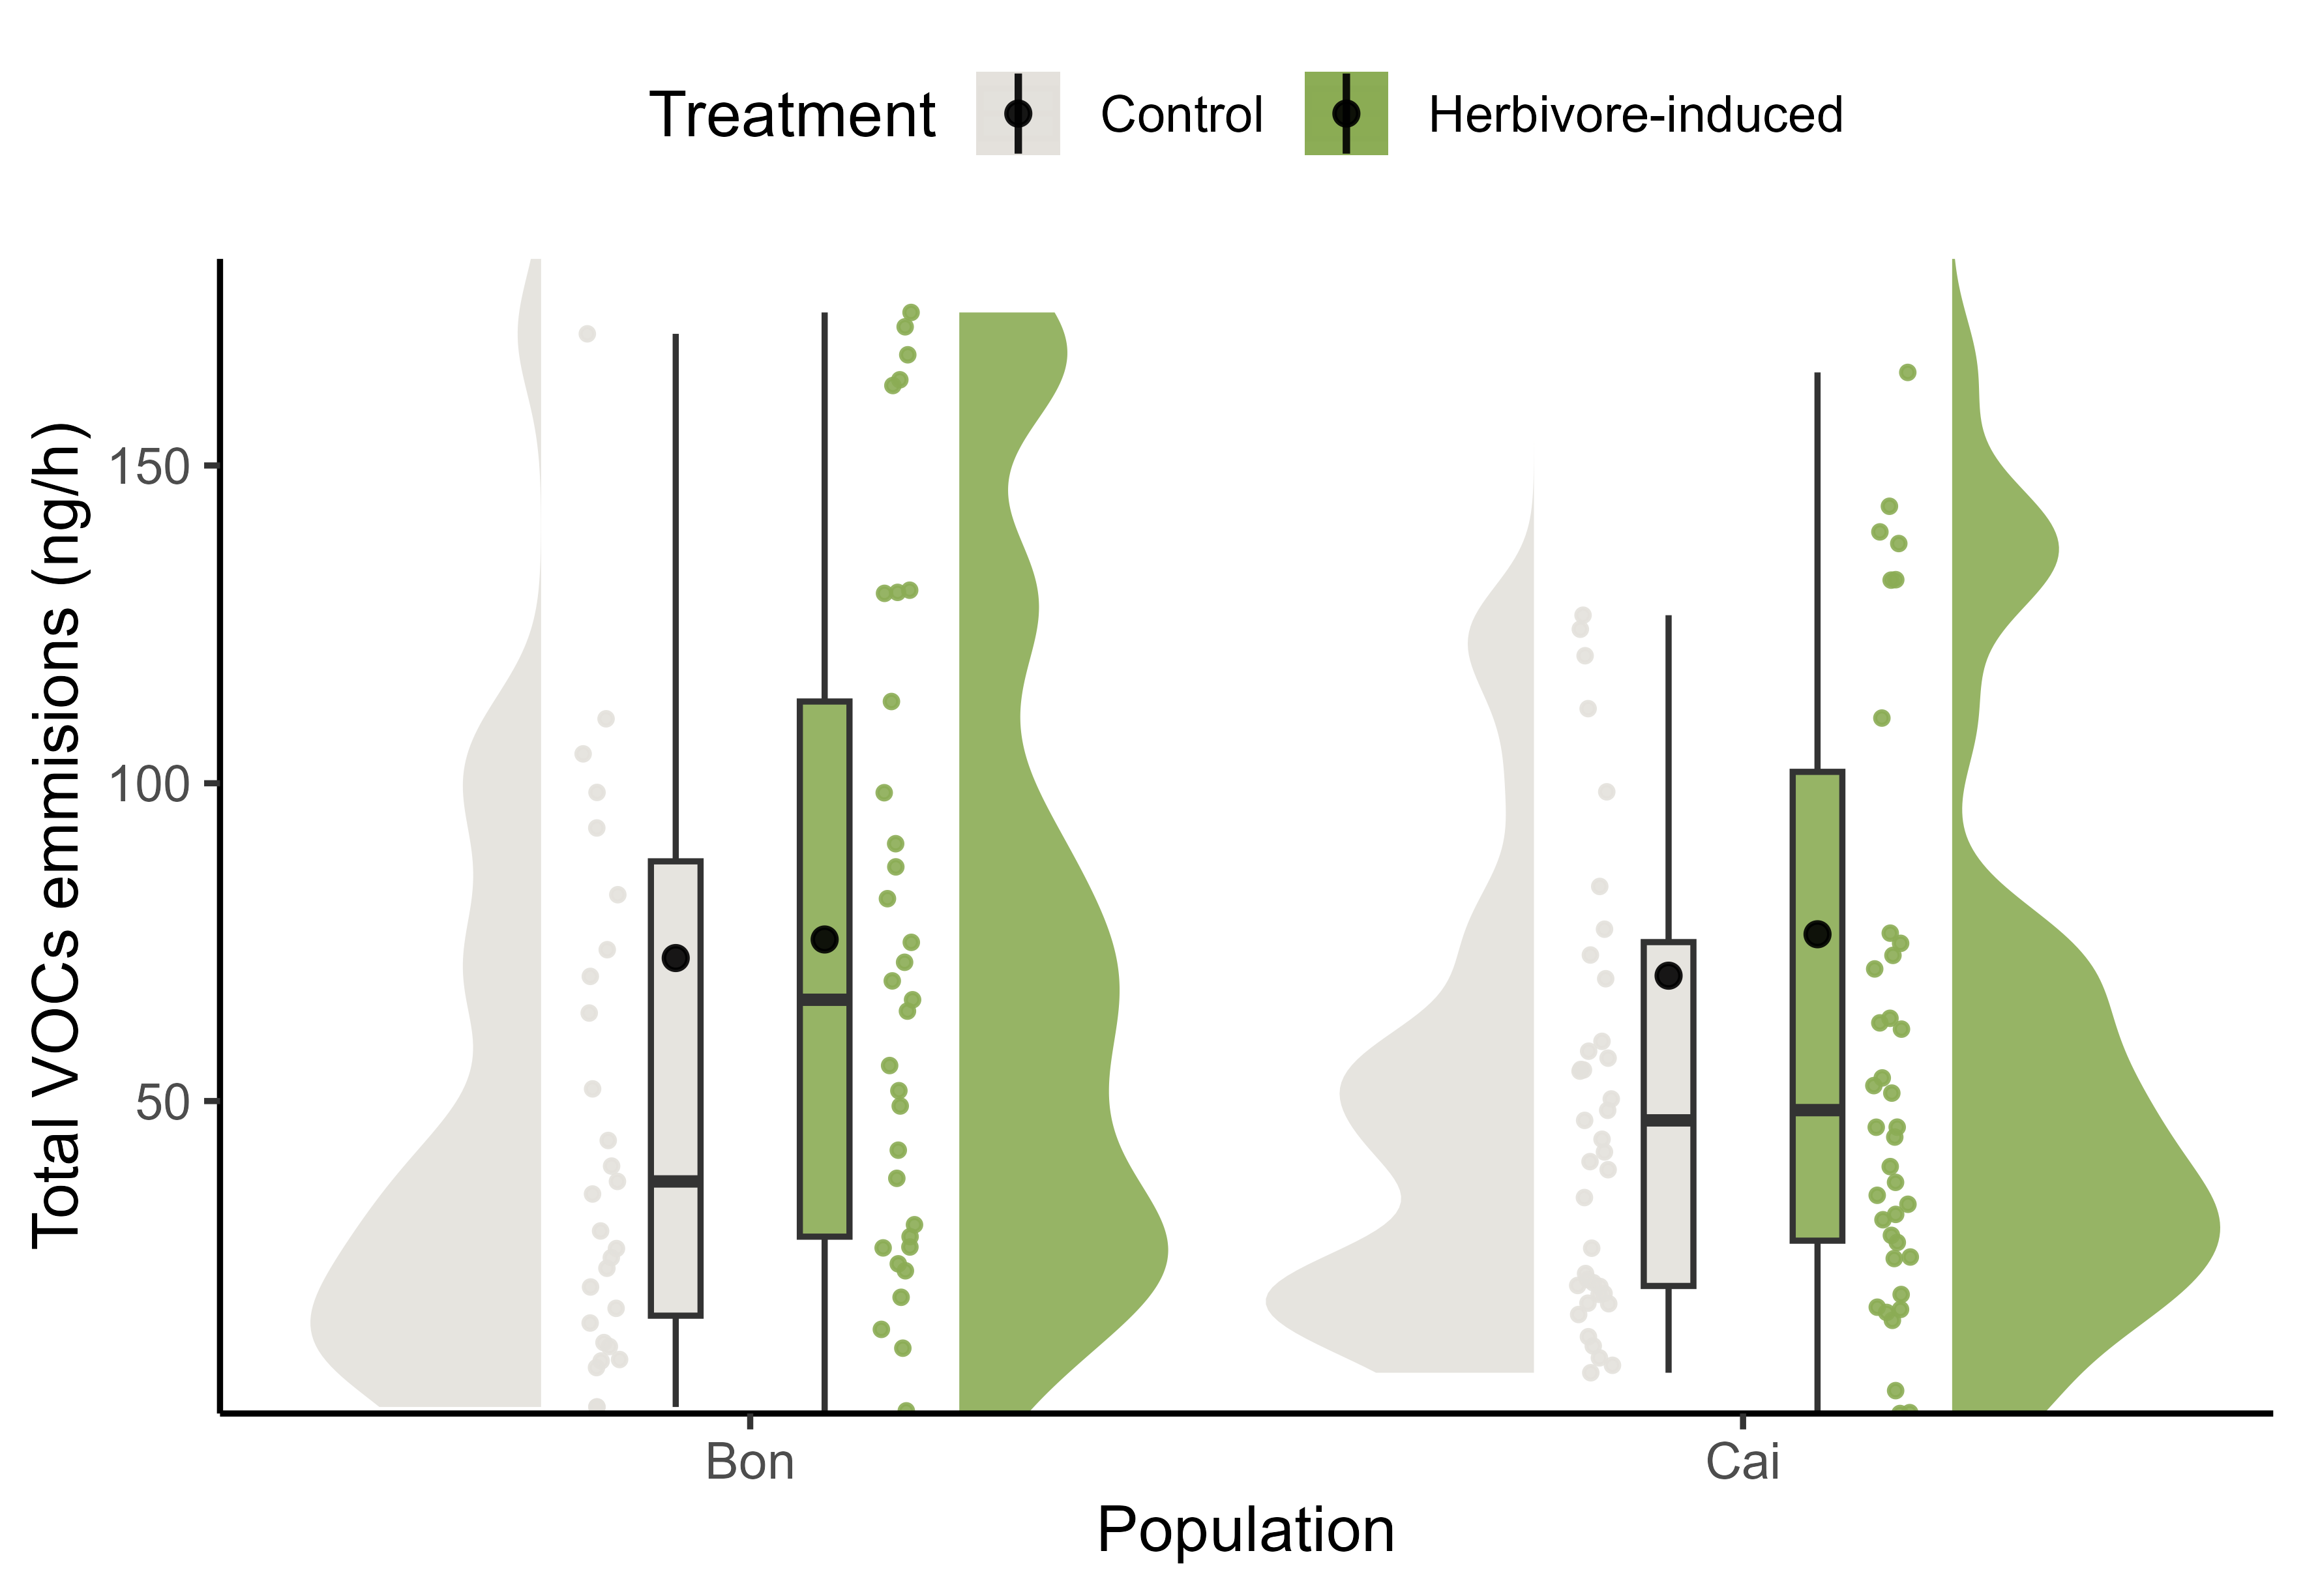 Treatment Control Herbivore-induced
Total VOCs emmisions (ng/h)
150
100
50
Bon Cai
Population